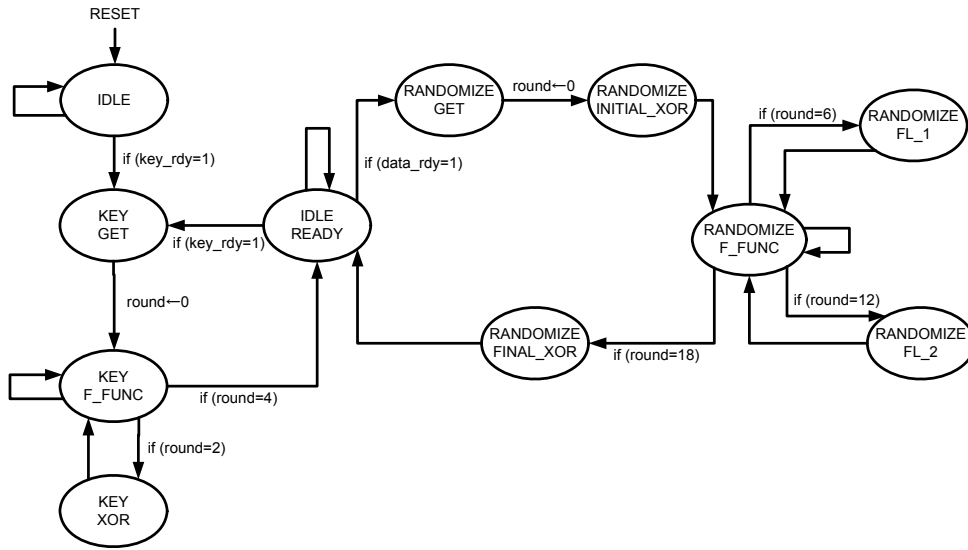 RESET
IDLE
if (key_rdy=1)
KEY
GET
round←0
KEY
F_FUNC
if (round=2)
KEY
XOR
if (round=4)
if (key_rdy=1)
IDLE
READY
if (data_rdy=1)
RANDOMIZE
GET
round←0
RANDOMIZE
INITIAL_XOR
RANDOMIZE
F_FUNC
if (round=6)
RANDOMIZE
FL_1
if (round=12)
RANDOMIZE
FL_2
if (round=18)
RANDOMIZE
FINAL_XOR